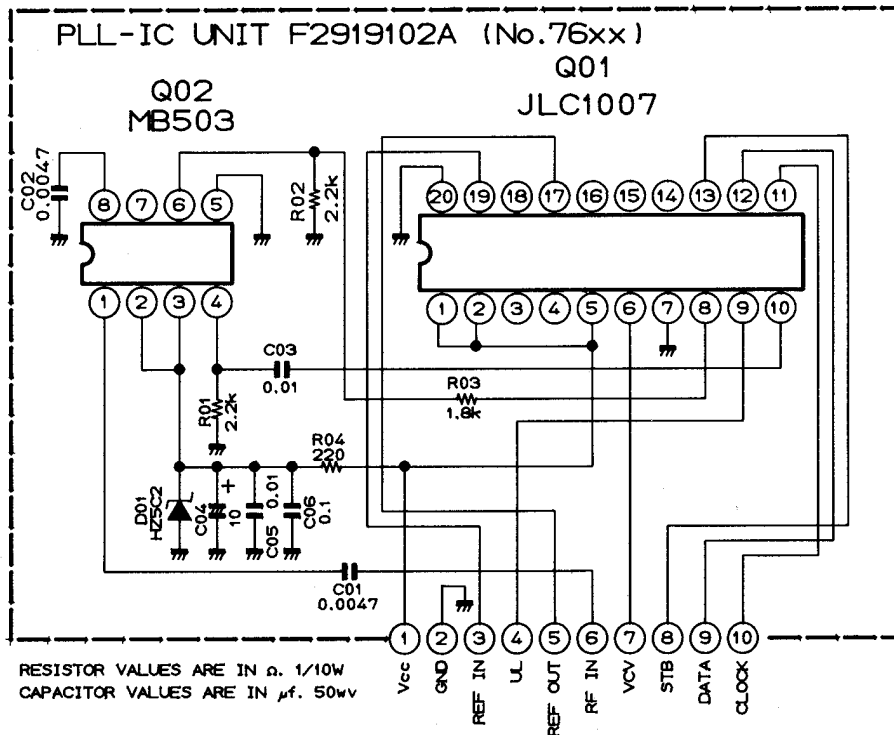 PLL-IC UNIT F2919102A (No.76xx)
Q02
MB503
Q01
JLC1007
C02
0.0047
8 7 6 5
R02
2.2k
20 19 18 17 16 15 14 13 12 11
1 2 3 4
1 2 3 4 5 6 7 8 9 10
C03
0.01
R03
1.8k
R01
2.2k
R04
220
D01
HZ5C2
C04
+
10
C05
0.01
C06
0.1
C01
0.0047
1 2 3 4 5 6 7 8 9 10
Vcc
GND
REF IN
UL
REF OUT
RF IN
VCV
STB
DATA
CLOCK
RESISTOR VALUES ARE IN Ω. 1/10W
CAPACITOR VALUES ARE IN μf. 50wv